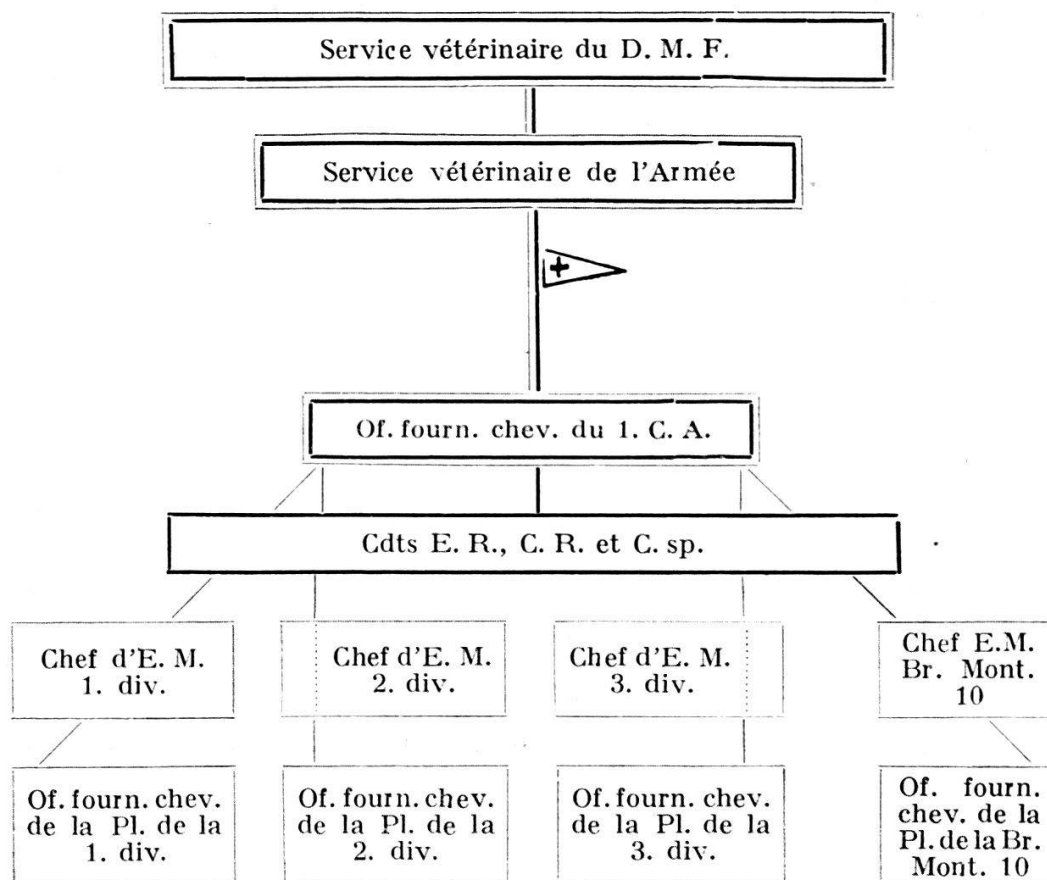 Service vétérinaire du D. M. F.
Service vétérinaire de l'Armée
Of. fourn. chev. du 1. C. A.
Cdts E. R., C. R. et C. sp.
Chef d'E. M.
1. div.
Chef d'E. M.
2. div.
Chef d'E. M.
3. div.
Chef E.M.
Br. Mont.
10
Of. fourn. chev.
de la Pl. de la
1. div.
Of. fourn. chev.
de la Pl. de la
2. div.
Of. fourn. chev.
de la Pl. de la
3. div.
Of. fourn.
chev. de la
Pl. de la Br.
Mont. 10